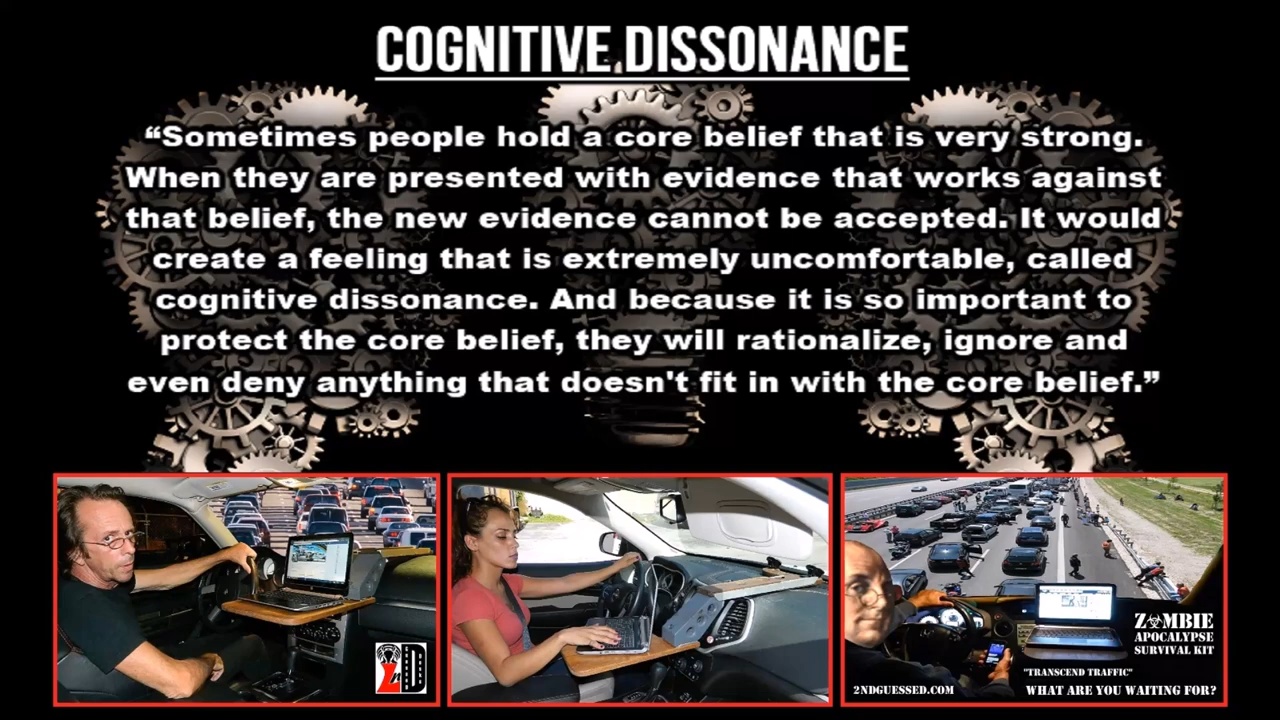 COGNITIVE DISSONANCE
“Sometimes people hold a core belief that is very strong.
When they are presented with evidence that works against
that belief, the new evidence cannot be accepted. It would
create a feeling that is extremely uncomfortable, called
cognitive dissonance. And because it is so important to
protect the core belief, they will rationalize, ignore and
even deny anything that doesn't fit in with the core belief.”
2nD
ZOMBIE
APOCALYPSE
SURVIVAL KIT
"TRANSCEND TRAFFIC"
2NDGUESSED.COM
WHAT ARE YOU WAITING FOR?